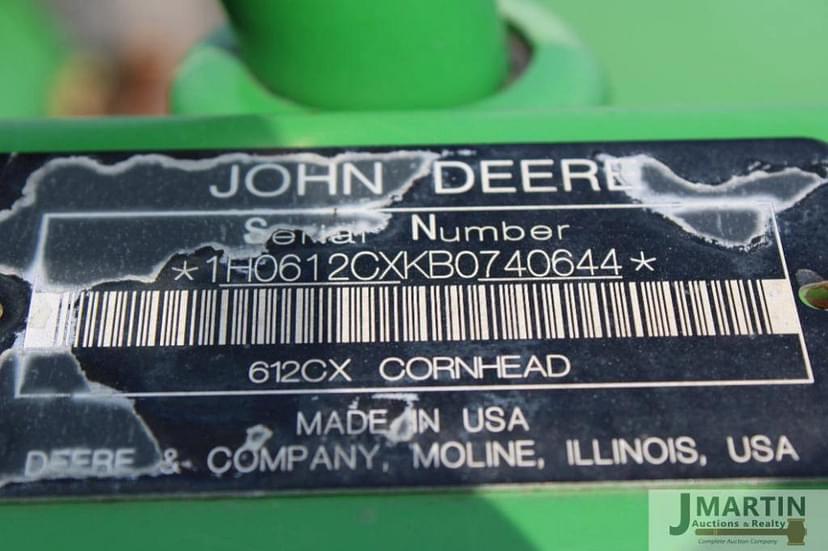 JOHN DEERE
Serial Number
*1H0612CXKB0740644*
612CX CORNHEAD
MADE IN USA
DEERE & COMPANY, MOLINE, ILLINOIS, USA
J MARTIN
Auctions & Realty
Complete Auction Company